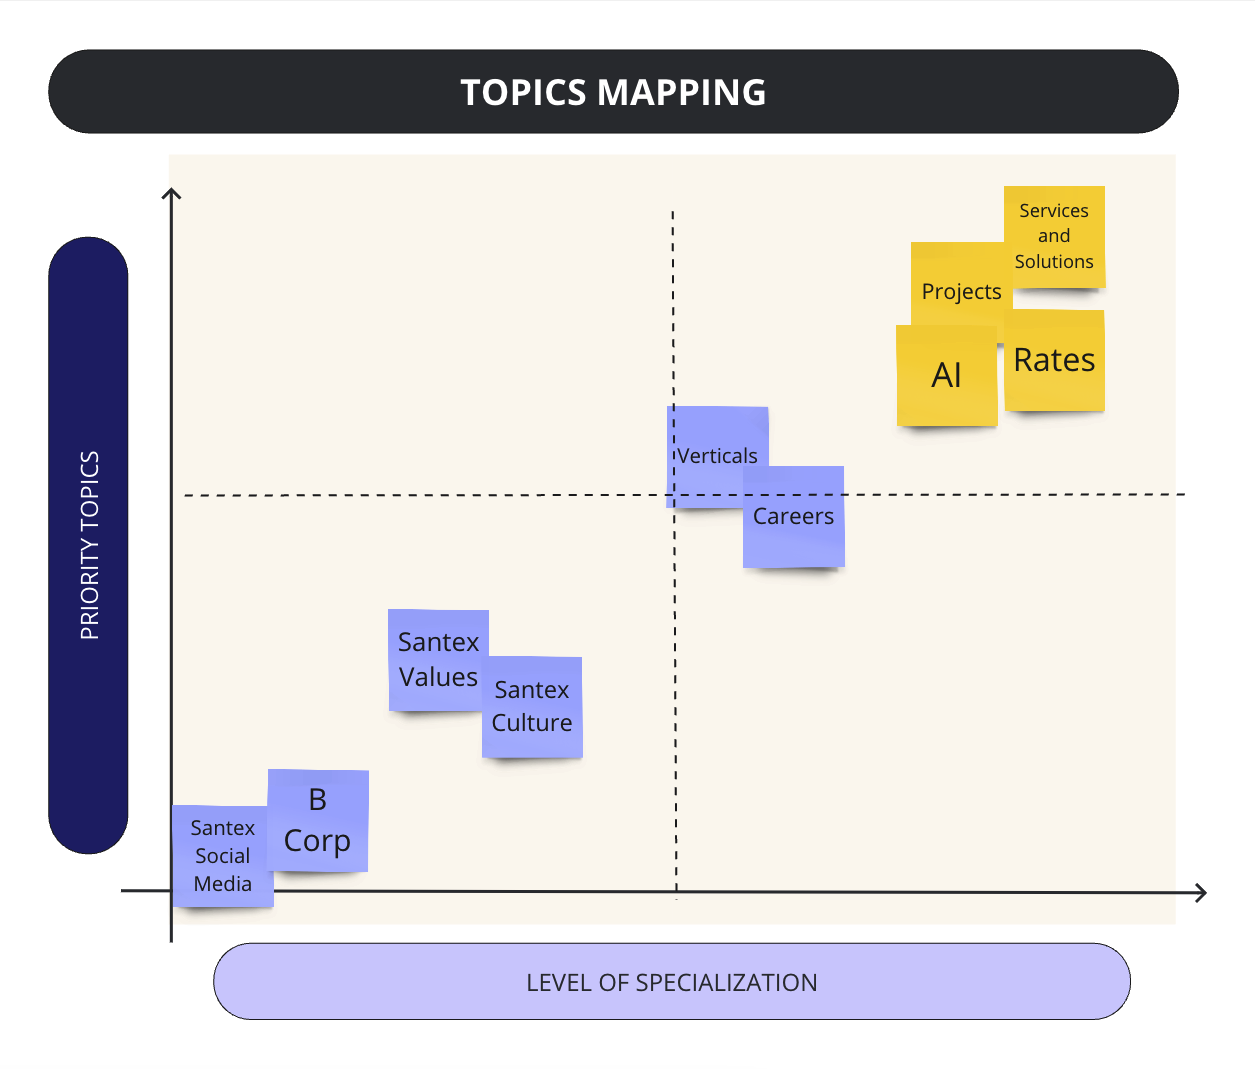 TOPICS MAPPING
PRIORITY TOPICS
Services
and
Solutions
Projects
AI
Rates
Verticals
Careers
Santex
Values
Santex
Culture
B
Corp
Santex
Social
Media
LEVEL OF SPECIALIZATION